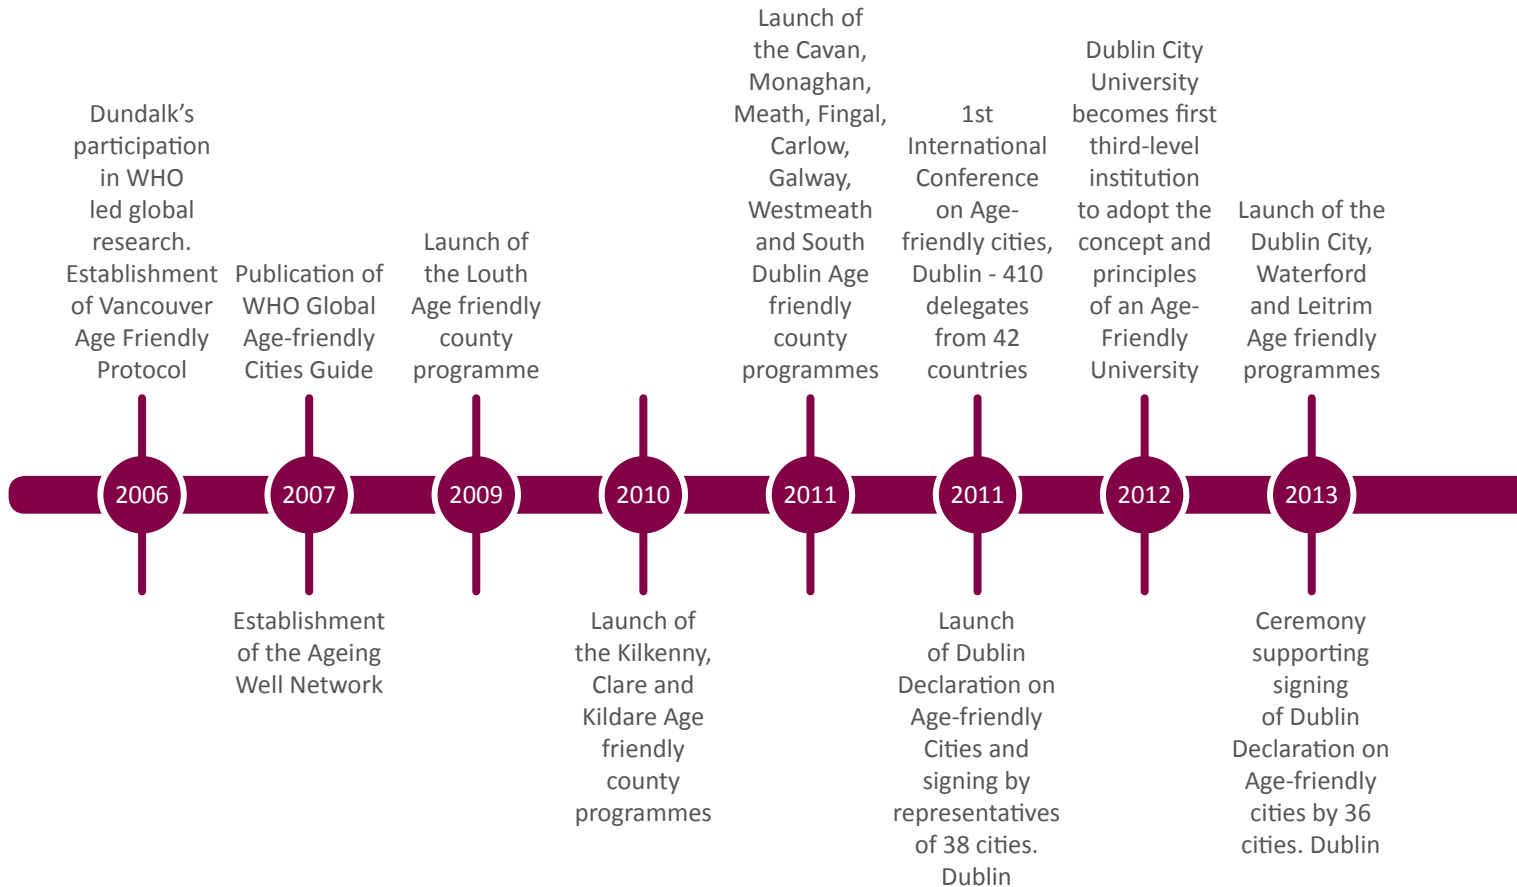 Dundalk's
participation
in WHO
led global
research.
Establishment
of Vancouver
Age Friendly
Protocol
Publication of
WHO Global
Age-friendly
Cities Guide
Launch of
the Louth
Age friendly
county
programme
Launch of
the Cavan,
Monaghan,
Meath, Fingal,
Carlow,
Galway,
Westmeath
and South
Dublin Age
friendly
county
programmes
1st
International
Conference
on Age-
friendly cities,
Dublin - 410
delegates
from 42
countries
Dublin City
University
becomes first
third-level
institution
to adopt the
concept and
principles
of an Age-
Friendly
University
Launch of the
Dublin City,
Waterford
and Leitrim
Age friendly
programmes
2006
2007
2009
2010
2011
2011
2012
2013
Establishment
of the Ageing
Well Network
Launch of
the Kilkenny,
Clare and
Kildare Age
friendly
county
programmes
Launch
of Dublin
Declaration on
Age-friendly
Cities and
signing by
representatives
of 38 cities.
Dublin
Ceremony
supporting
signing
of Dublin
Declaration on
Age-friendly
cities by 36
cities. Dublin